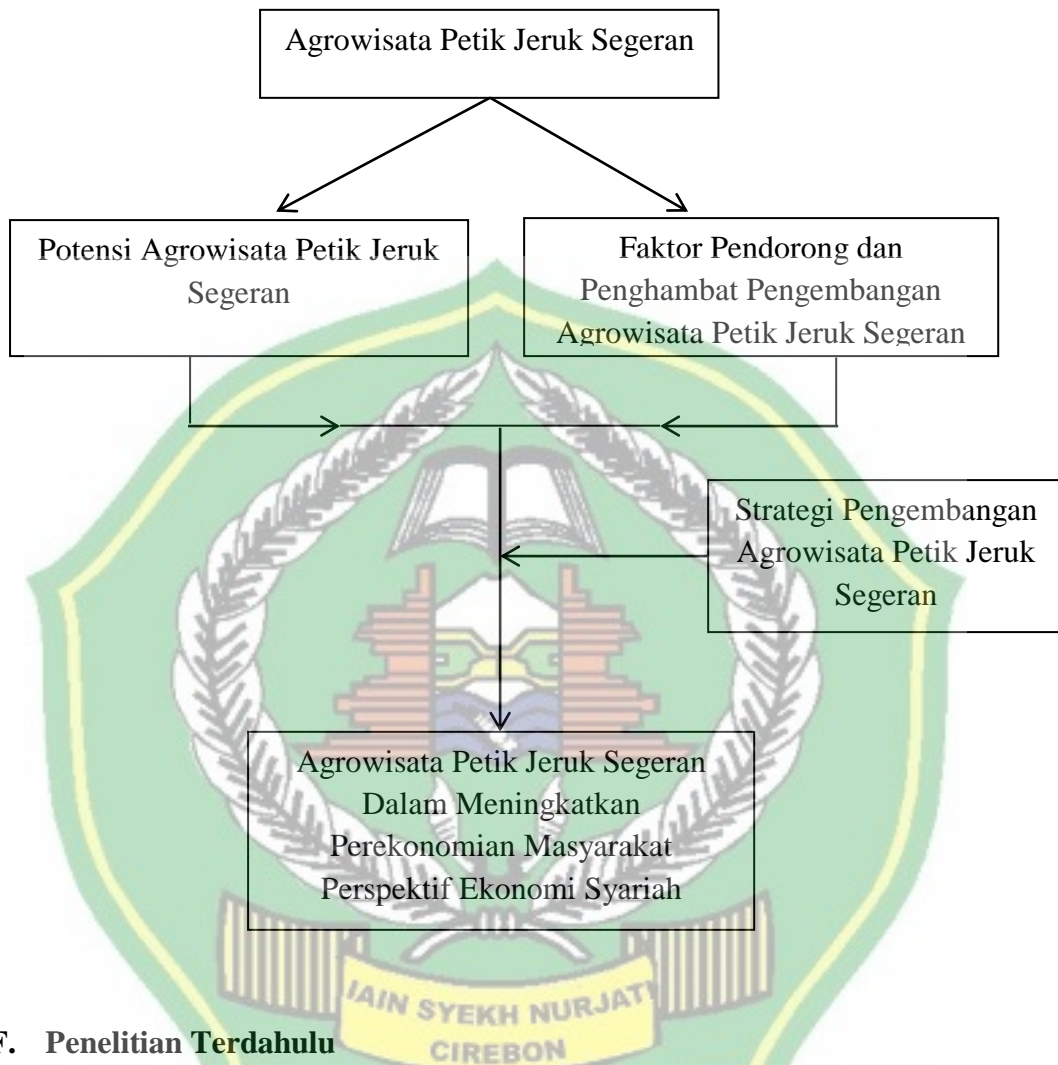 Agrowisata Petik Jeruk Segeran
Potensi Agrowisata Petik Jeruk
Segeran
Faktor Pendorong dan
Penghambat Pengembangan
Agrowisata Petik Jeruk Segeran
Strategi Pengembangan
Agrowisata Petik Jeruk
Segeran
Agrowisata Petik Jeruk Segeran
Dalam Meningkatkan
Perekonomian Masyarakat
Perspektif Ekonomi Syariah
IAIN SYEKH NURJATI
CIREBON
F. Penelitian Terdahulu